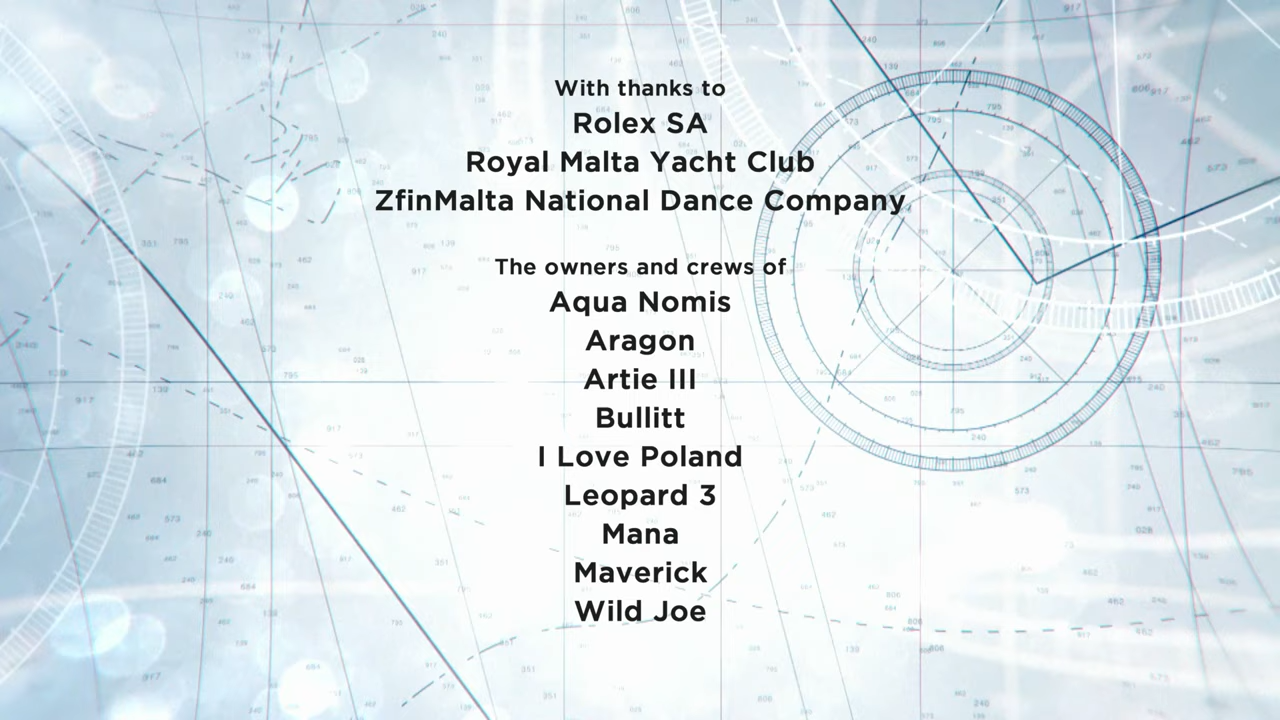 With thanks to
Rolex SA
Royal Malta Yacht Club
ZfinMalta National Dance Company
The owners and crews of
Aqua Nomis
Aragon
Artie III
Bullitt
I Love Poland
Leopard 3
Mana
Maverick
Wild Joe